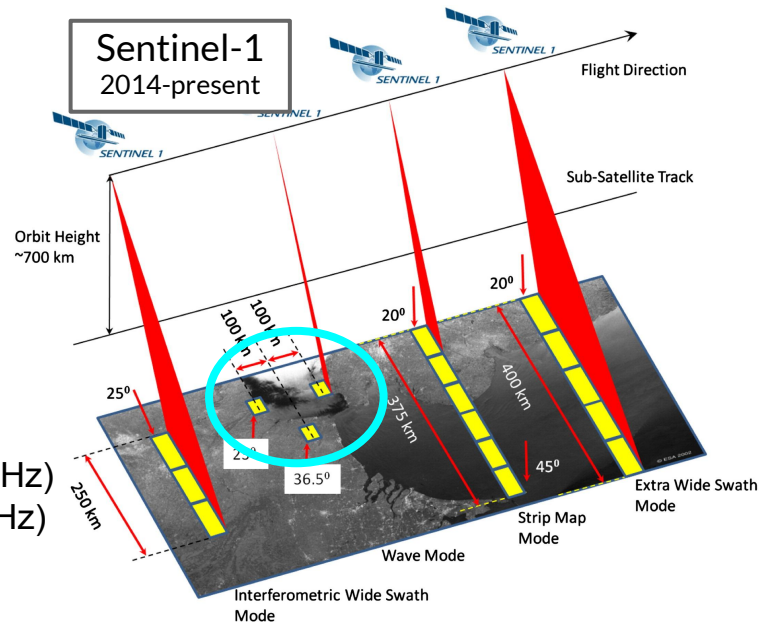 Sentinel-1
2014-present
SENTINEL 1
SENTINEL 1
SENTINEL 1
SENTINEL 1
Flight Direction
Sub-Satellite Track
Orbit Height
~700 km
100 km
100 km
20⁰
20⁰
25⁰
375 km
400 km
36.5⁰
45⁰
250 km
Hz)
Hz)
© ESA 2002
Extra Wide Swath
Mode
Strip Map
Mode
Wave Mode
Interferometric Wide Swath
Mode